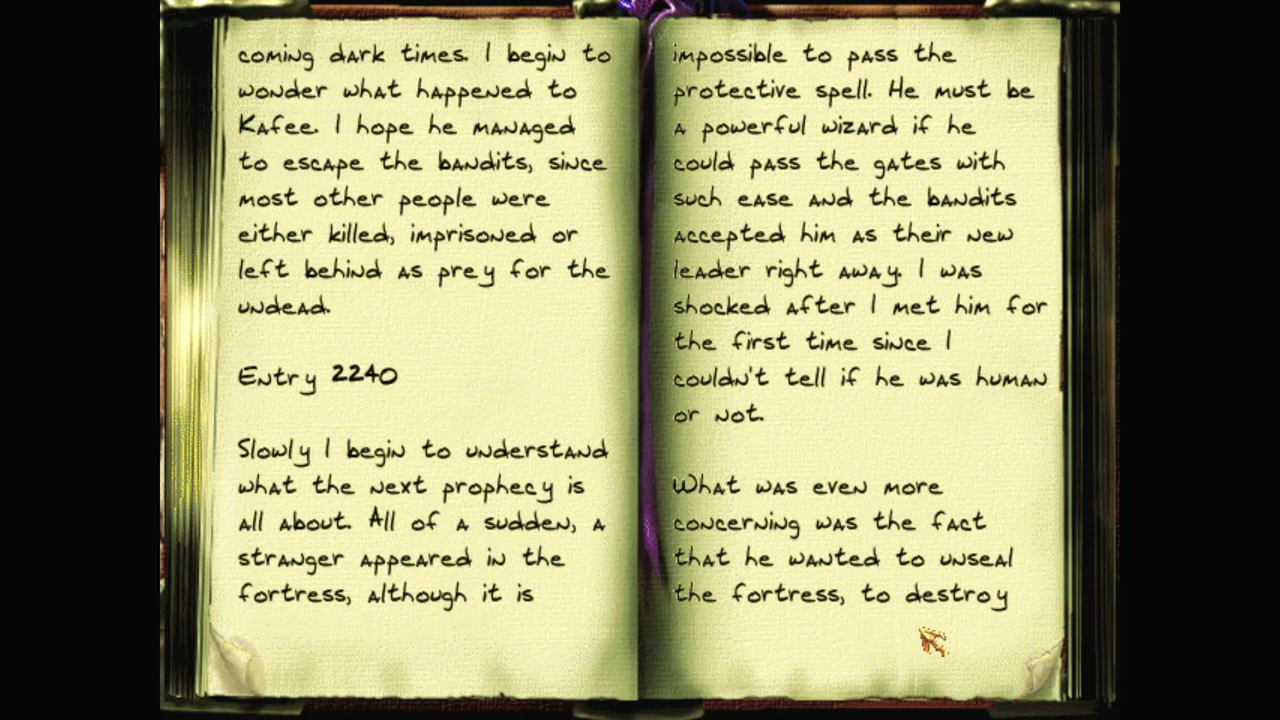 coming dark times. I begin to
wonder what happened to
Kafee. I hope he managed
to escape the bandits, since
most other people were
either killed, imprisoned or
left behind as prey for the
undead.
Entry 2240
Slowly I begin to understand
what the next prophecy is
all about. All of a sudden, a
stranger appeared in the
fortress, although it is
impossible to pass the
protective spell. He must be
a powerful wizard if he
could pass the gates with
such ease and the bandits
accepted him as their new
leader right away. I was
shocked after I met him for
the first time since I
couldn't tell if he was human
or not.
What was even more
concerning was the fact
that he wanted to unseal
the fortress, to destroy